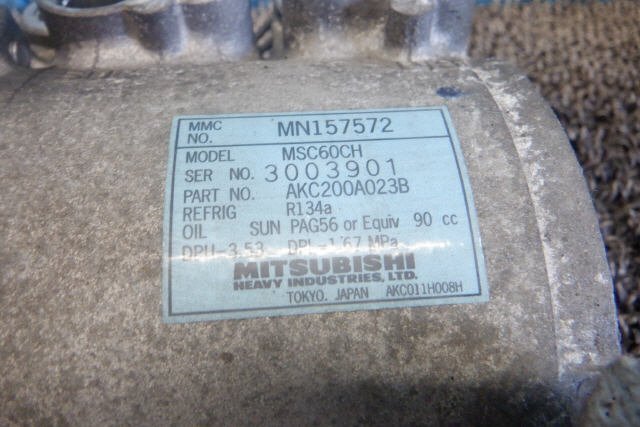 MMC NO. MN157572
MODEL MSC60CH
SER NO. 3003901
PART NO. AKC200A023B
REFRIG R134a
OIL SUN PAG56 or Equiv 90 cc
DPU-3.53 DPL-1.67 MPa
MITSUBISHI
HEAVY INDUSTRIES, LTD.
TOKYO. JAPAN AKC011H008H